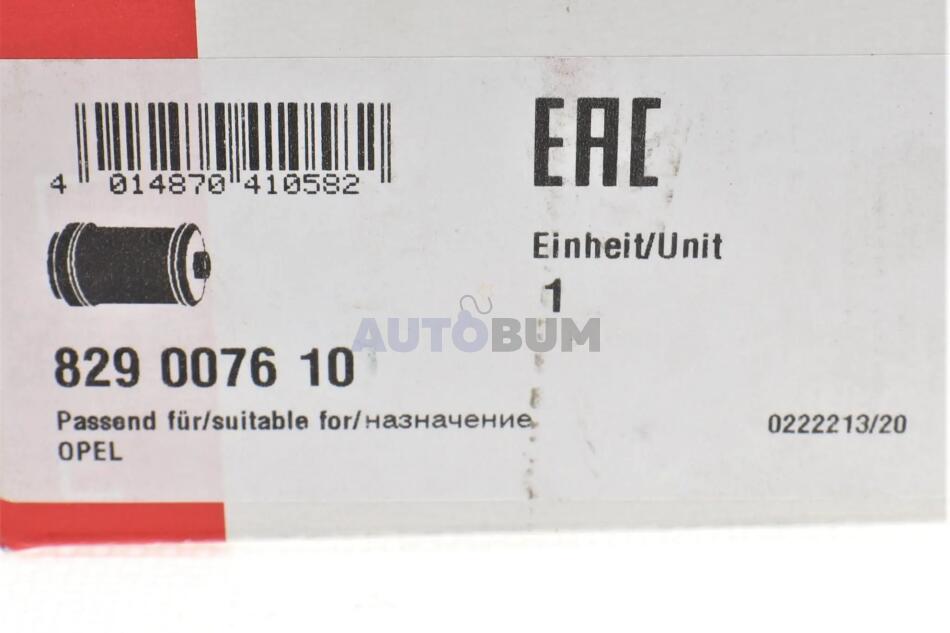 4 014870 410582
EAC
Einheit/Unit
1
AUTOBUM
829 0076 10
Passend für/suitable for/назначение
OPEL
0222213/20